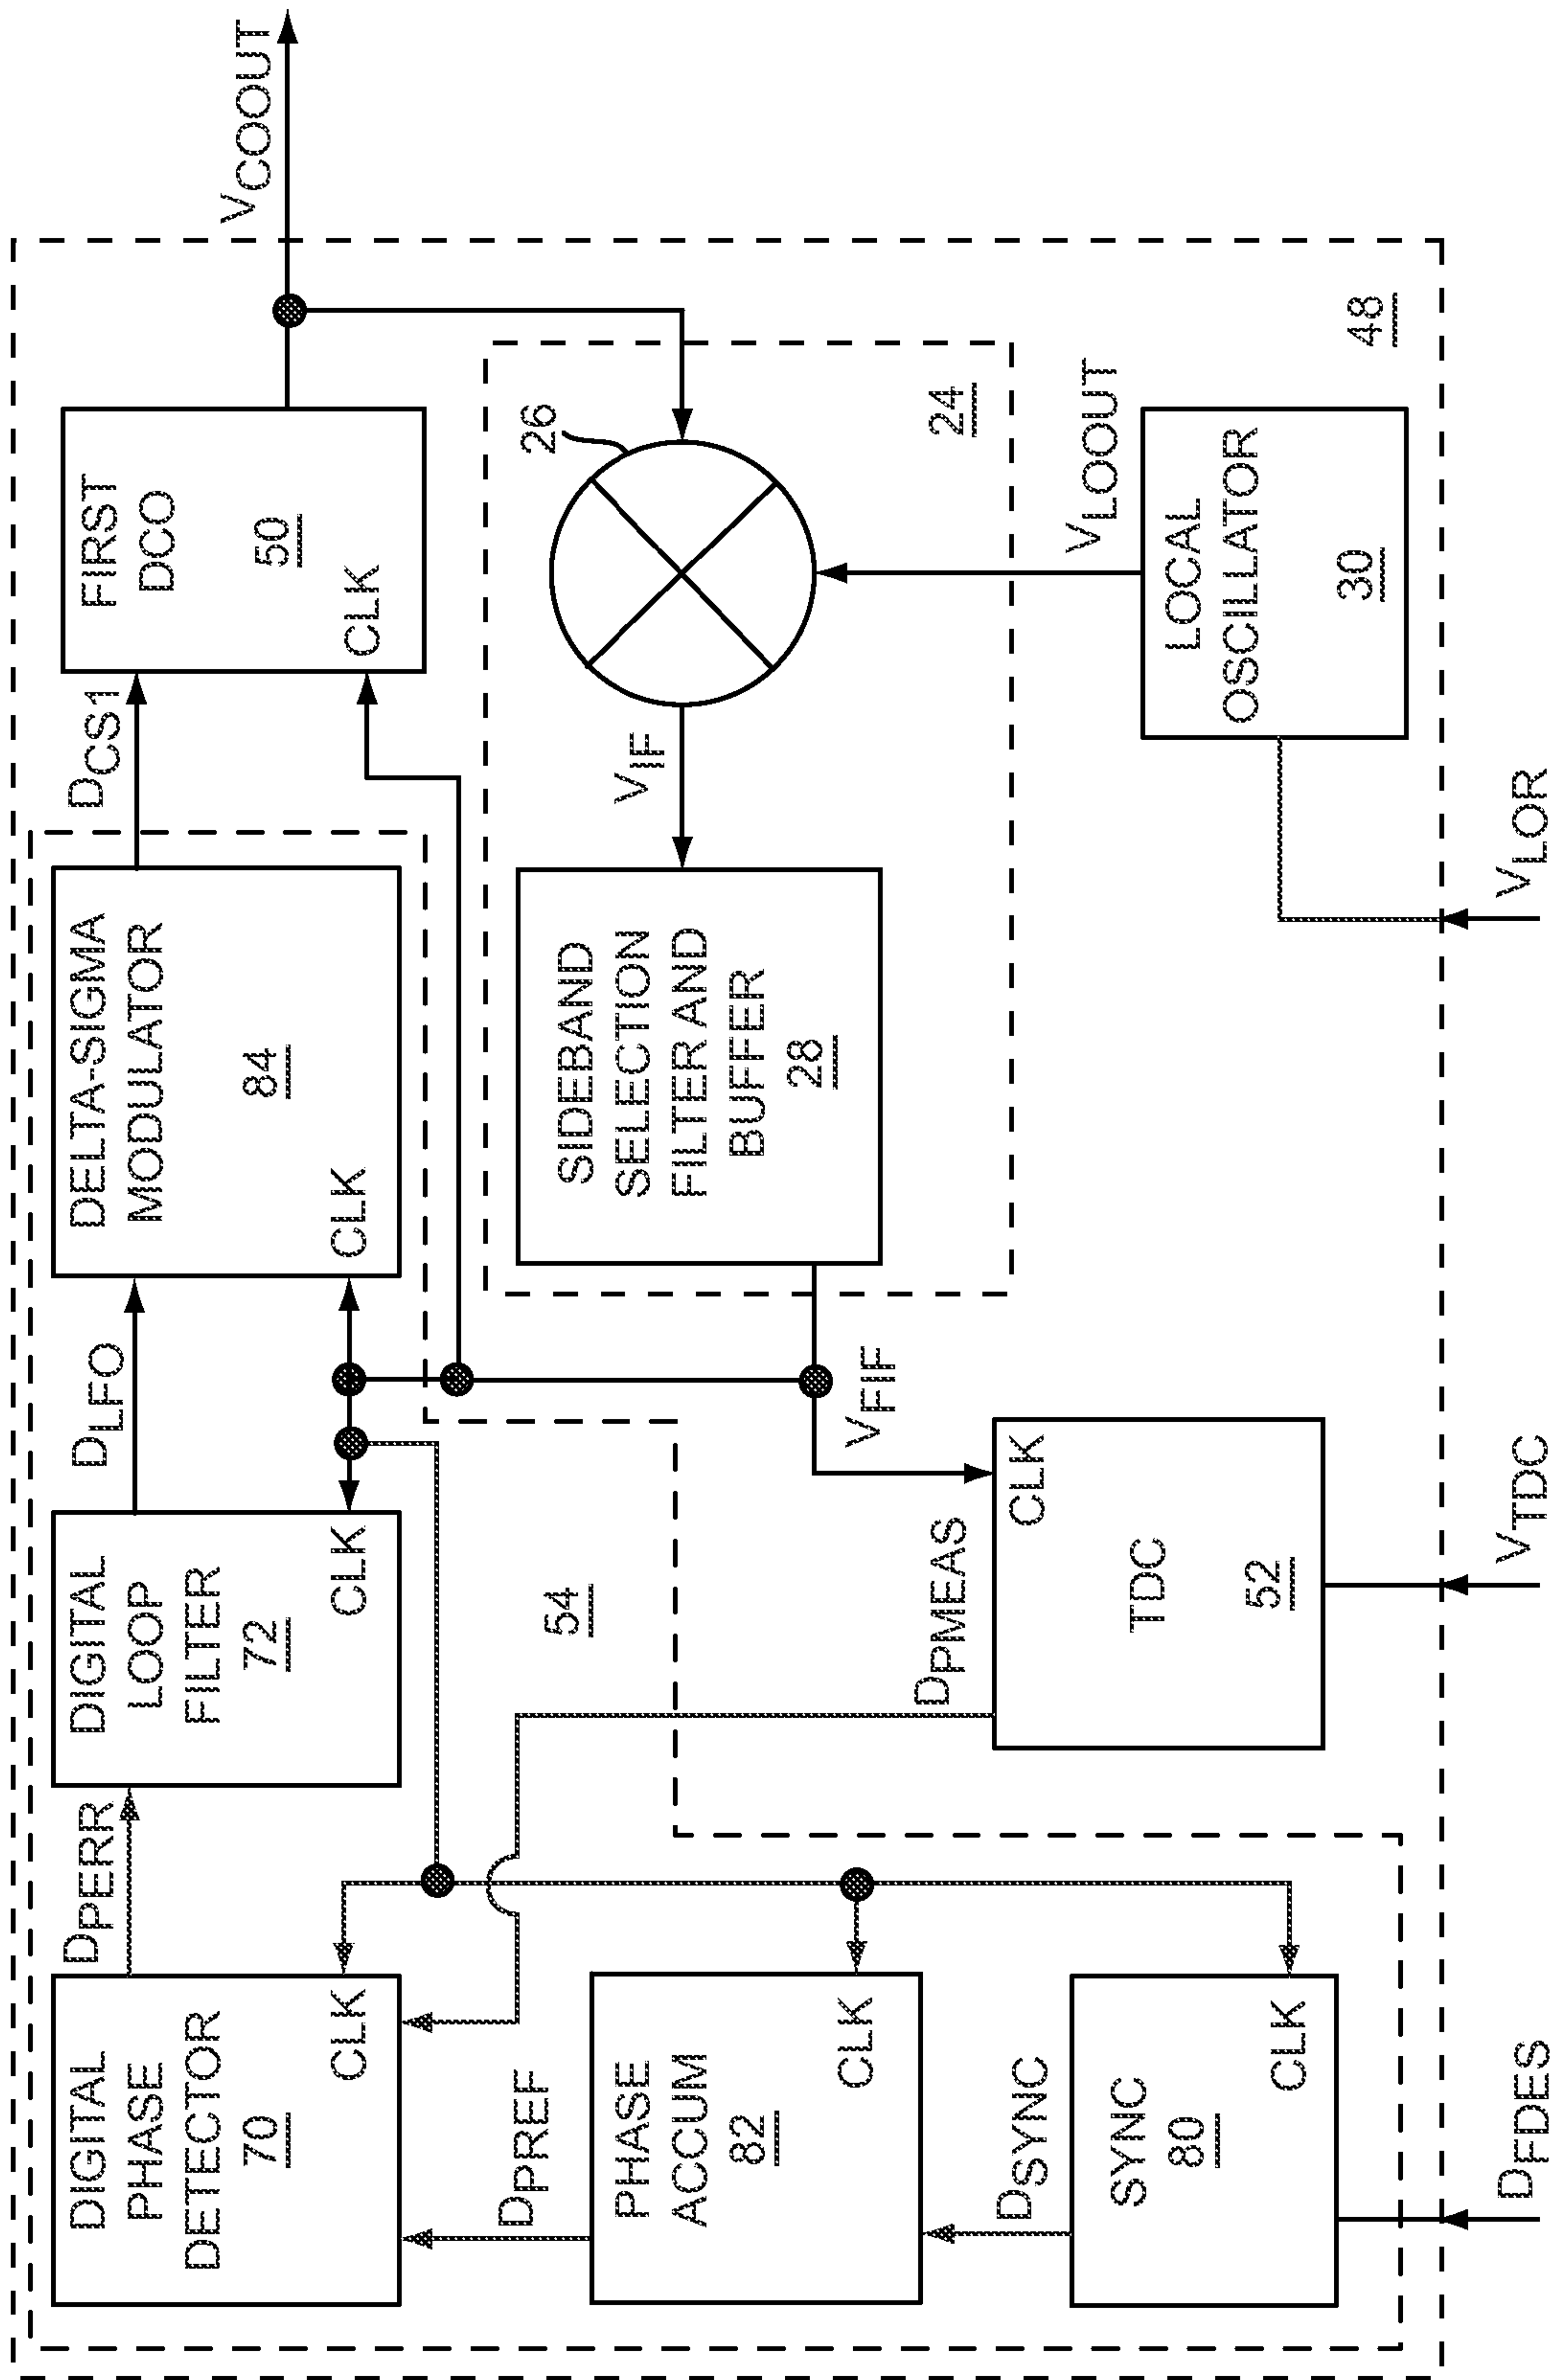 DIGITAL
PHASE
DETECTOR
70
CLK
DPERR
DIGITAL
LOOP
FILTER
72
CLK
DLFO
DELTA-SIGMA
MODULATOR
84
CLK
DCS1
FIRST
DCO
50
CLK
VCOOUT
DPREF
PHASE
ACCUM
82
CLK
DSYNC
SYNC
80
CLK
DFDES
54
DPMEAS
CLK
TDC
52
VTDC
VFIF
SIDEBAND
SELECTION
FILTER AND
BUFFER
28
VIF
26
24
VLOOUT
LOCAL
OSCILLATOR
30
VLOR
48